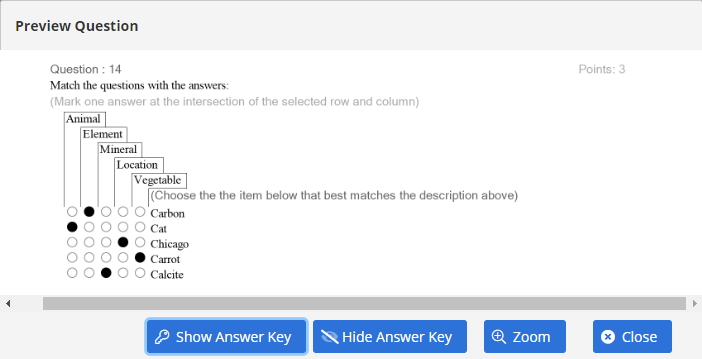 Preview Question
Question : 14 Points: 3
Match the questions with the answers:
(Mark one answer at the intersection of the selected row and column)
Animal
Element
Mineral
Location
Vegetable
(Choose the the item below that best matches the description above)
Carbon
Cat
Chicago
Carrot
Calcite
Show Answer Key Hide Answer Key Zoom Close